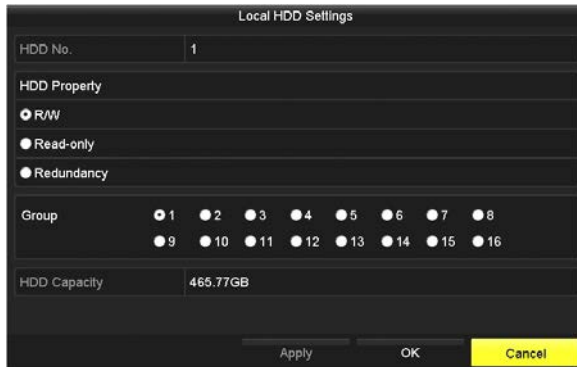 Local HDD Settings
HDD No. 1
HDD Property
R/W
Read-only
Redundancy
Group 1 2 3 4 5 6 7 8
9 10 11 12 13 14 15 16
HDD Capacity 465.77GB
Apply OK Cancel